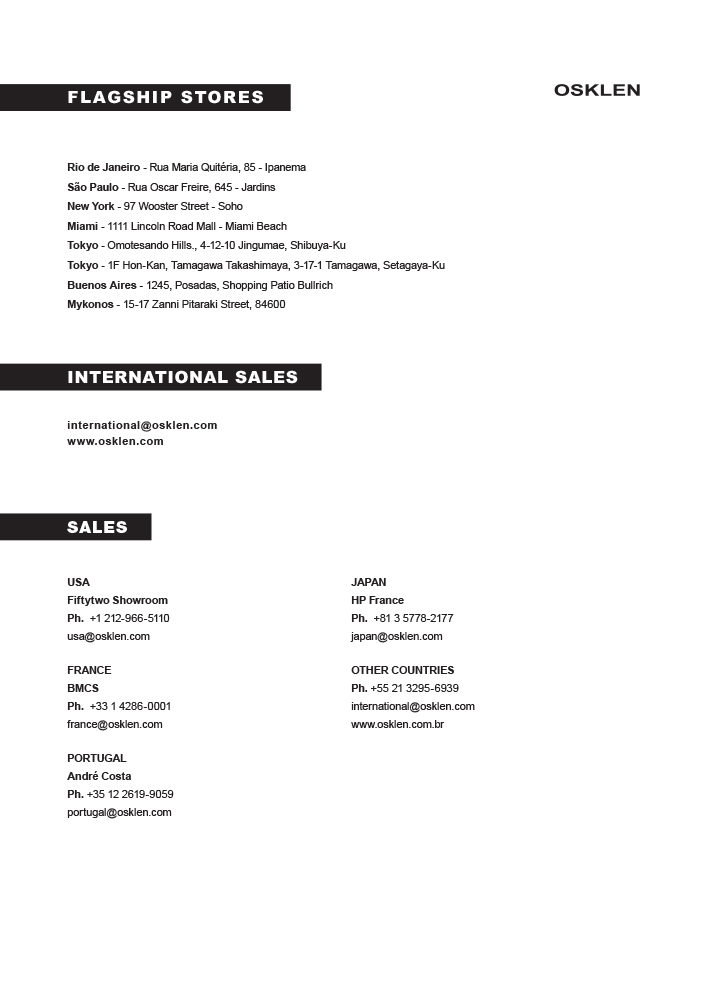 FLAGSHIP STORES
OSKLEN
Rio de Janeiro - Rua Maria Quitéria, 85 - Ipanema
São Paulo - Rua Oscar Freire, 645 - Jardins
New York - 97 Wooster Street - Soho
Miami - 1111 Lincoln Road Mall - Miami Beach
Tokyo - Omotesando Hills., 4-12-10 Jingumae, Shibuya-Ku
Tokyo - 1F Hon-Kan, Tamagawa Takashimaya, 3-17-1 Tamagawa, Setagaya-Ku
Buenos Aires - 1245, Posadas, Shopping Patio Bullrich
Mykonos - 15-17 Zanni Pitaraki Street, 84600
INTERNATIONAL SALES
international@osklen.com
www.osklen.com
SALES
USA
Fiftytwo Showroom
Ph. +1 212-966-5110
usa@osklen.com
FRANCE
BMCS
Ph. +33 1 4286-0001
france@osklen.com
PORTUGAL
André Costa
Ph. +35 12 2619-9059
portugal@osklen.com
JAPAN
HP France
Ph. +81 3 5778-2177
japan@osklen.com
OTHER COUNTRIES
Ph. +55 21 3295-6939
international@osklen.com
www.osklen.com.br